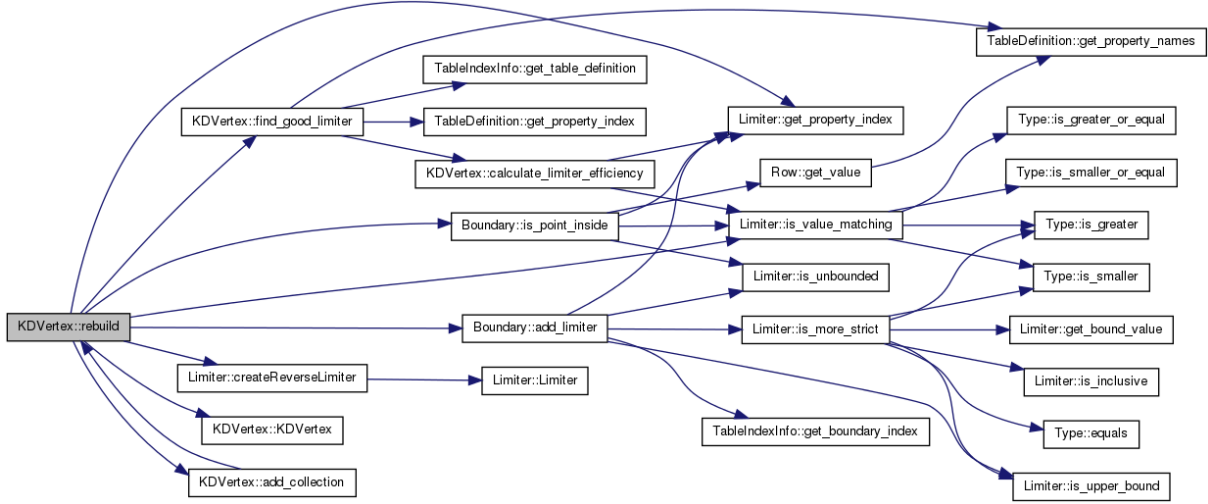 TableDefinition::get_property_names
TableIndexInfo::get_table_definition
KDVertex::find_good_limiter
TableDefinition::get_property_index
Limiter::get_property_index
Type::is_greater_or_equal
KDVertex::calculate_limiter_efficiency
Row::get_value
Type::is_smaller_or_equal
Boundary::is_point_inside
Limiter::is_value_matching
Type::is_greater
Limiter::is_unbounded
Type::is_smaller
KDVertex::rebuild
Boundary::add_limiter
Limiter::is_more_strict
Limiter::get_bound_value
Limiter::createReverseLimiter
Limiter::Limiter
Limiter::is_inclusive
KDVertex::KDVertex
TableIndexInfo::get_boundary_index
Type::equals
KDVertex::add_collection
Limiter::is_upper_bound